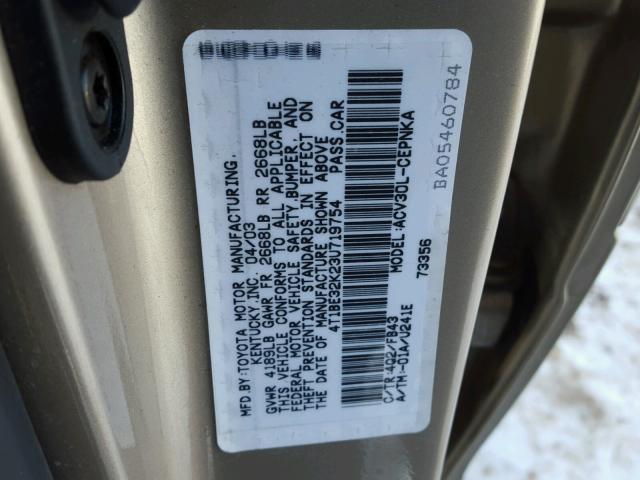 MFD.BY:TOYOTA MOTOR MANUFACTURING,
KENTUCKY,INC. 04/03
GVWR 4189LB GAWR FR 2668LB RR 2668LB
THIS VEHICLE CONFORMS TO ALL APPLICABLE
FEDERAL MOTOR VEHICLE SAFETY,BUMPER, AND
THEFT PREVENTION STANDARDS IN EFFECT ON
THE DATE OF MANUFACTURE SHOWN ABOVE.
4T1BE32K23U719754 PASS.CAR
C/TR:4Q2/FB43 MODEL:ACV30L-CEPNKA
A/TM:-01A/U241E 73356
BA05460784